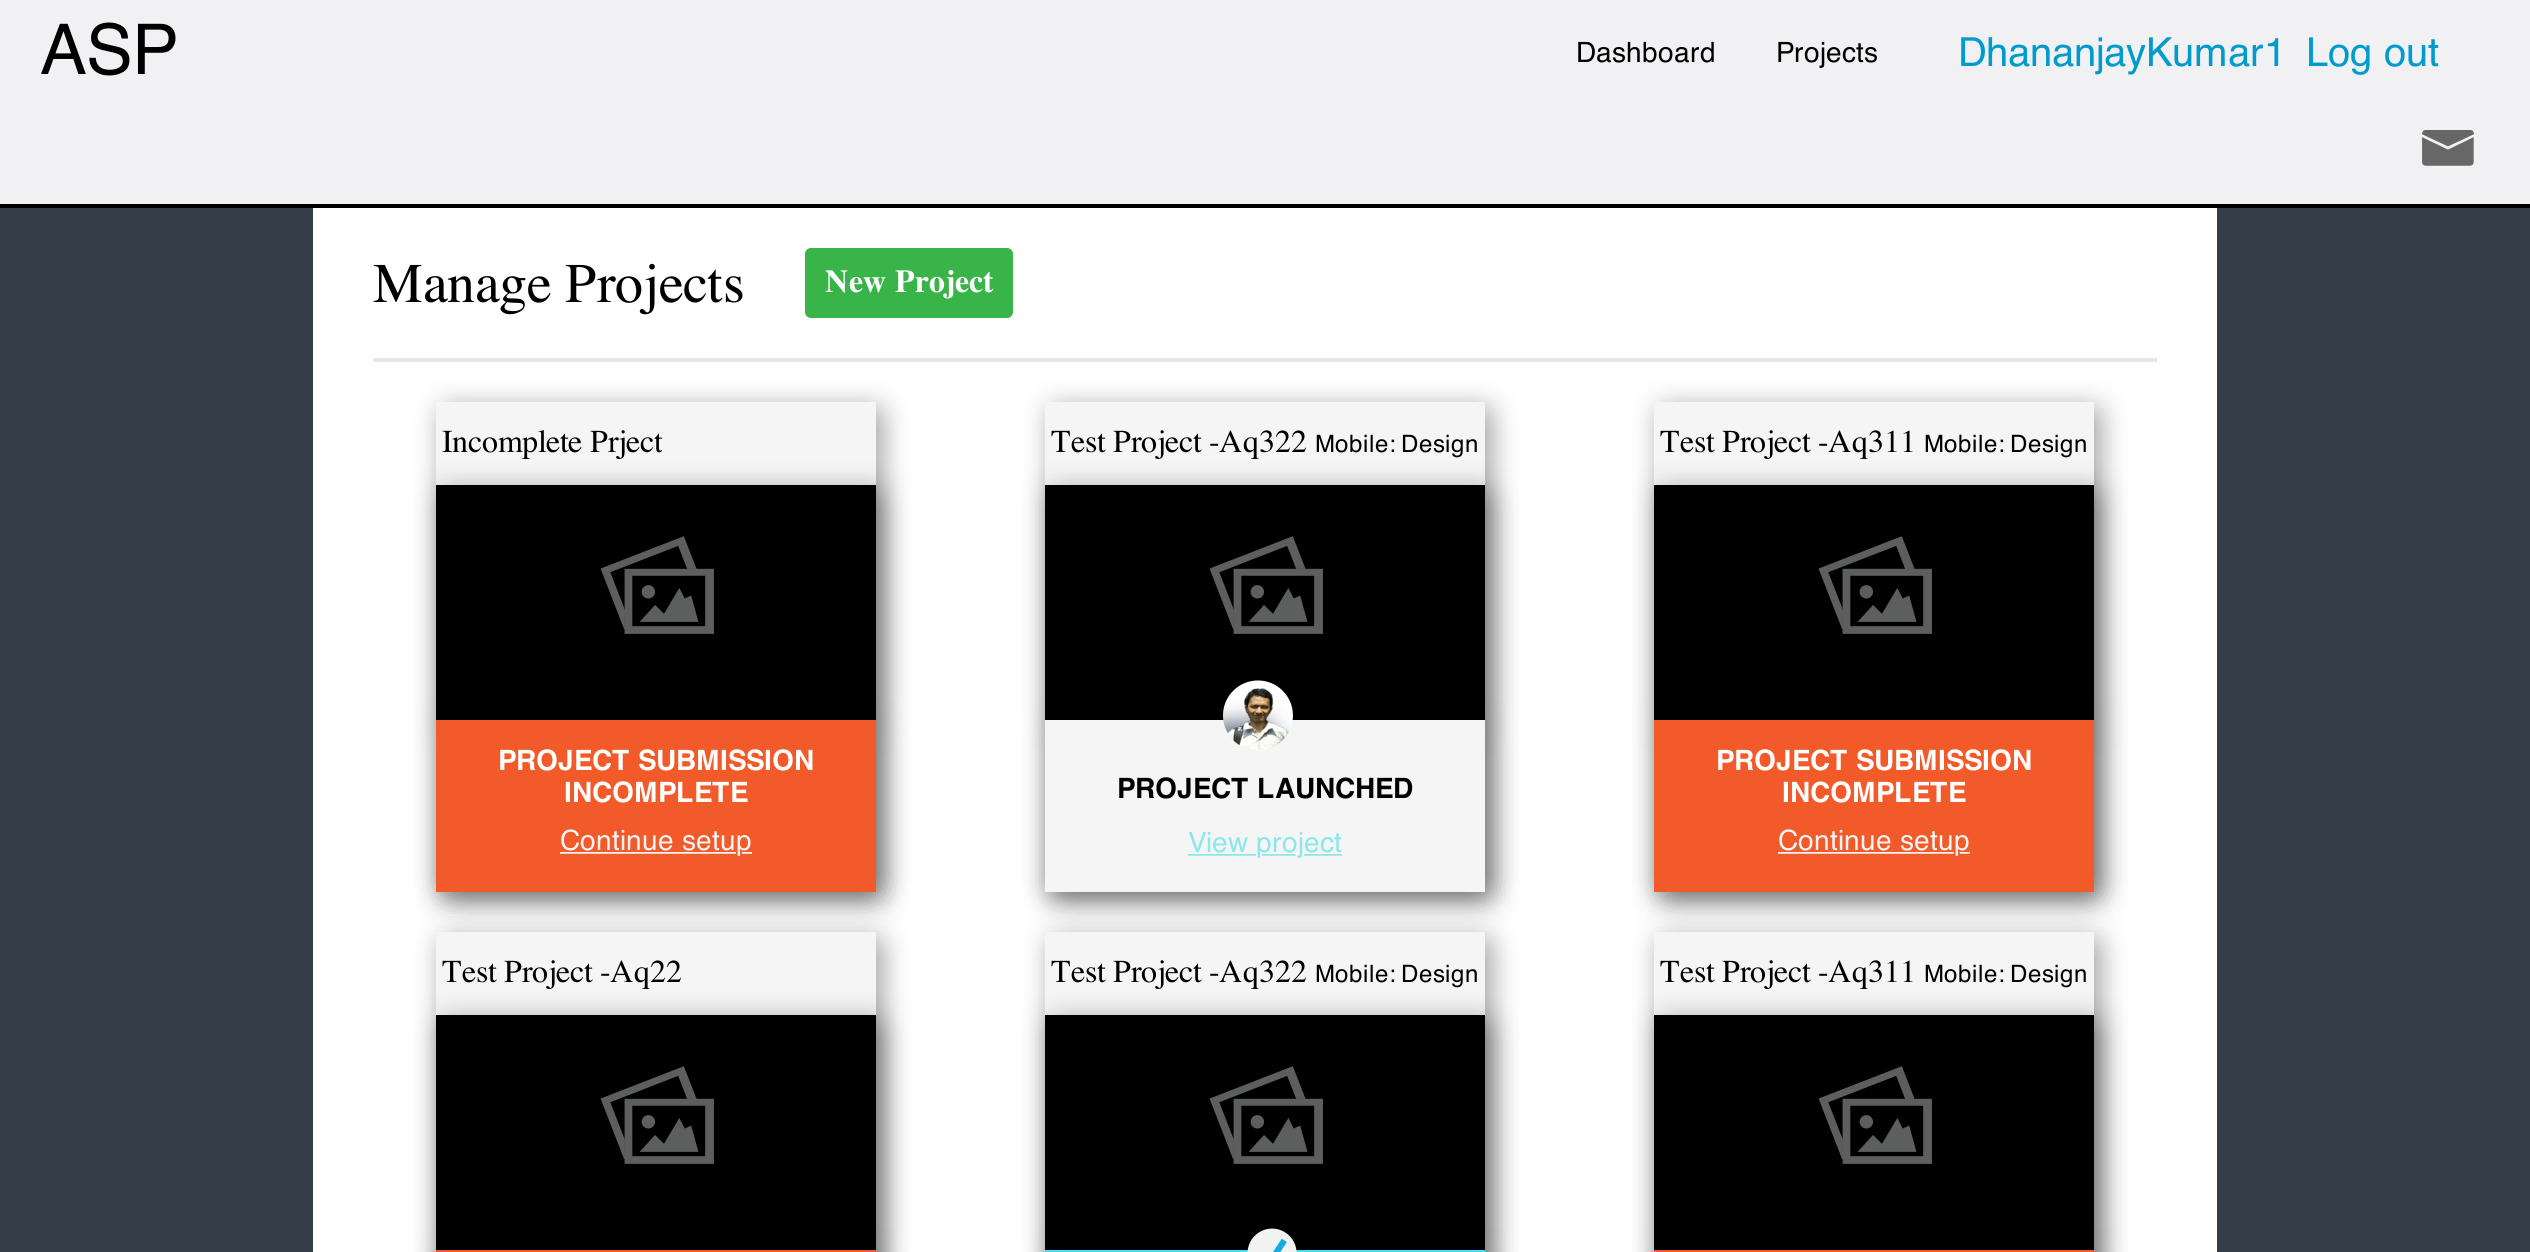 ASP
Dashboard Projects DhananjayKumar1 Log out
Manage Projects New Project
Incomplete Prject
PROJECT SUBMISSION
INCOMPLETE
Continue setup
Test Project -Aq322 Mobile: Design
PROJECT LAUNCHED
View project
Test Project -Aq311 Mobile: Design
PROJECT SUBMISSION
INCOMPLETE
Continue setup
Test Project -Aq22
Test Project -Aq322 Mobile: Design
Test Project -Aq311 Mobile: Design